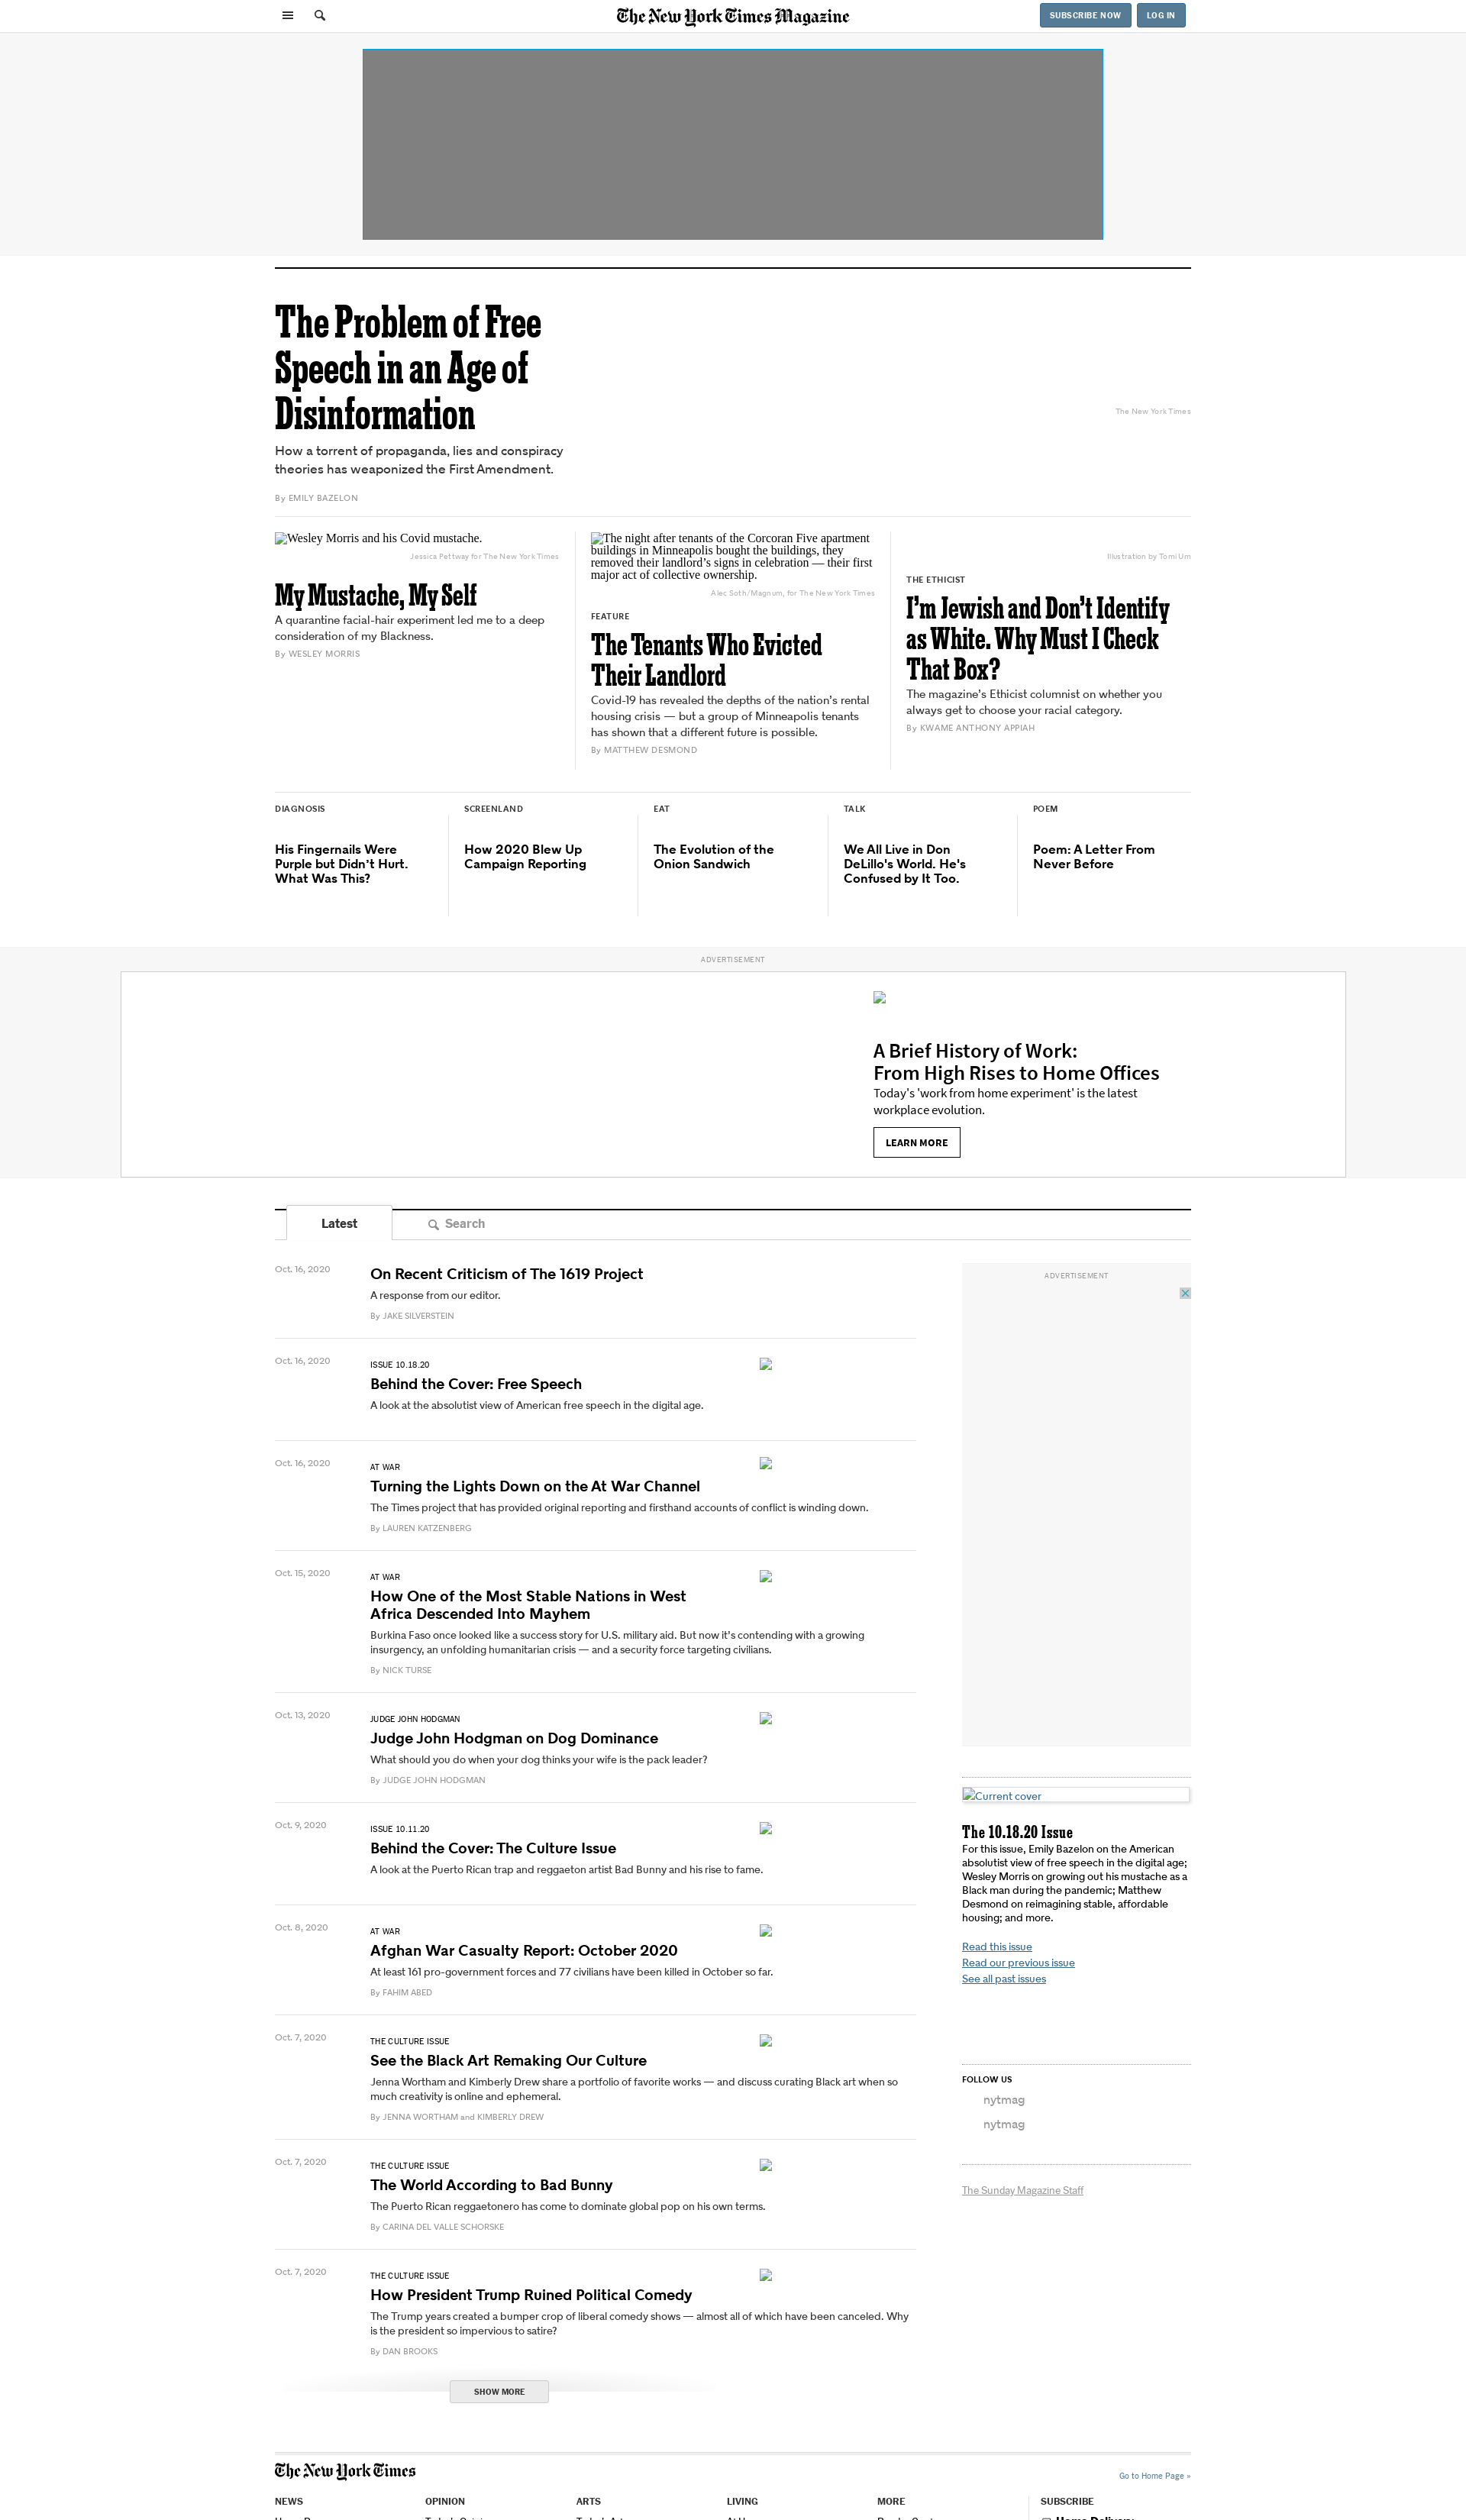 The New York Times Magazine
SUBSCRIBE NOW
LOG IN
The Problem of Free
Speech in an Age of
Disinformation
How a torrent of propaganda, lies and conspiracy
theories has weaponized the First Amendment.
By EMILY BAZELON
The New York Times
Wesley Morris and his Covid mustache.
Jessica Pettway for The New York Times
My Mustache, My Self
A quarantine facial-hair experiment led me to a deep
consideration of my Blackness.
By WESLEY MORRIS
The night after tenants of the Corcoran Five apartment
buildings in Minneapolis bought the buildings, they
removed their landlord’s signs in celebration — their first
major act of collective ownership.
Alec Soth/Magnum, for The New York Times
FEATURE
The Tenants Who Evicted
Their Landlord
Covid-19 has revealed the depths of the nation’s rental
housing crisis — but a group of Minneapolis tenants
has shown that a different future is possible.
By MATTHEW DESMOND
Illustration by Tomi Um
THE ETHICIST
I’m Jewish and Don’t Identify
as White. Why Must I Check
That Box?
The magazine’s Ethicist columnist on whether you
always get to choose your racial category.
By KWAME ANTHONY APPIAH
DIAGNOSIS
His Fingernails Were
Purple but Didn’t Hurt.
What Was This?
SCREENLAND
How 2020 Blew Up
Campaign Reporting
EAT
The Evolution of the
Onion Sandwich
TALK
We All Live in Don
DeLillo's World. He's
Confused by It Too.
POEM
Poem: A Letter From
Never Before
ADVERTISEMENT
A Brief History of Work:
From High Rises to Home Offices
Today's 'work from home experiment' is the latest
workplace evolution.
LEARN MORE
Latest
Search
Oct. 16, 2020
On Recent Criticism of The 1619 Project
A response from our editor.
By JAKE SILVERSTEIN
Oct. 16, 2020
ISSUE 10.18.20
Behind the Cover: Free Speech
A look at the absolutist view of American free speech in the digital age.
Oct. 16, 2020
AT WAR
Turning the Lights Down on the At War Channel
The Times project that has provided original reporting and firsthand accounts of conflict is winding down.
By LAUREN KATZENBERG
Oct. 15, 2020
AT WAR
How One of the Most Stable Nations in West
Africa Descended Into Mayhem
Burkina Faso once looked like a success story for U.S. military aid. But now it’s contending with a growing
insurgency, an unfolding humanitarian crisis — and a security force targeting civilians.
By NICK TURSE
Oct. 13, 2020
JUDGE JOHN HODGMAN
Judge John Hodgman on Dog Dominance
What should you do when your dog thinks your wife is the pack leader?
By JUDGE JOHN HODGMAN
Oct. 9, 2020
ISSUE 10.11.20
Behind the Cover: The Culture Issue
A look at the Puerto Rican trap and reggaeton artist Bad Bunny and his rise to fame.
Oct. 8, 2020
AT WAR
Afghan War Casualty Report: October 2020
At least 161 pro-government forces and 77 civilians have been killed in October so far.
By FAHIM ABED
Oct. 7, 2020
THE CULTURE ISSUE
See the Black Art Remaking Our Culture
Jenna Wortham and Kimberly Drew share a portfolio of favorite works — and discuss curating Black art when so
much creativity is online and ephemeral.
By JENNA WORTHAM and KIMBERLY DREW
Oct. 7, 2020
THE CULTURE ISSUE
The World According to Bad Bunny
The Puerto Rican reggaetonero has come to dominate global pop on his own terms.
By CARINA DEL VALLE SCHORSKE
Oct. 7, 2020
THE CULTURE ISSUE
How President Trump Ruined Political Comedy
The Trump years created a bumper crop of liberal comedy shows — almost all of which have been canceled. Why
is the president so impervious to satire?
By DAN BROOKS
SHOW MORE
ADVERTISEMENT
Current cover
The 10.18.20 Issue
For this issue, Emily Bazelon on the American
absolutist view of free speech in the digital age;
Wesley Morris on growing out his mustache as a
Black man during the pandemic; Matthew
Desmond on reimagining stable, affordable
housing; and more.
Read this issue
Read our previous issue
See all past issues
FOLLOW US
nytmag
nytmag
The Sunday Magazine Staff
The New York Times
Go to Home Page »
NEWS
OPINION
ARTS
LIVING
MORE
SUBSCRIBE